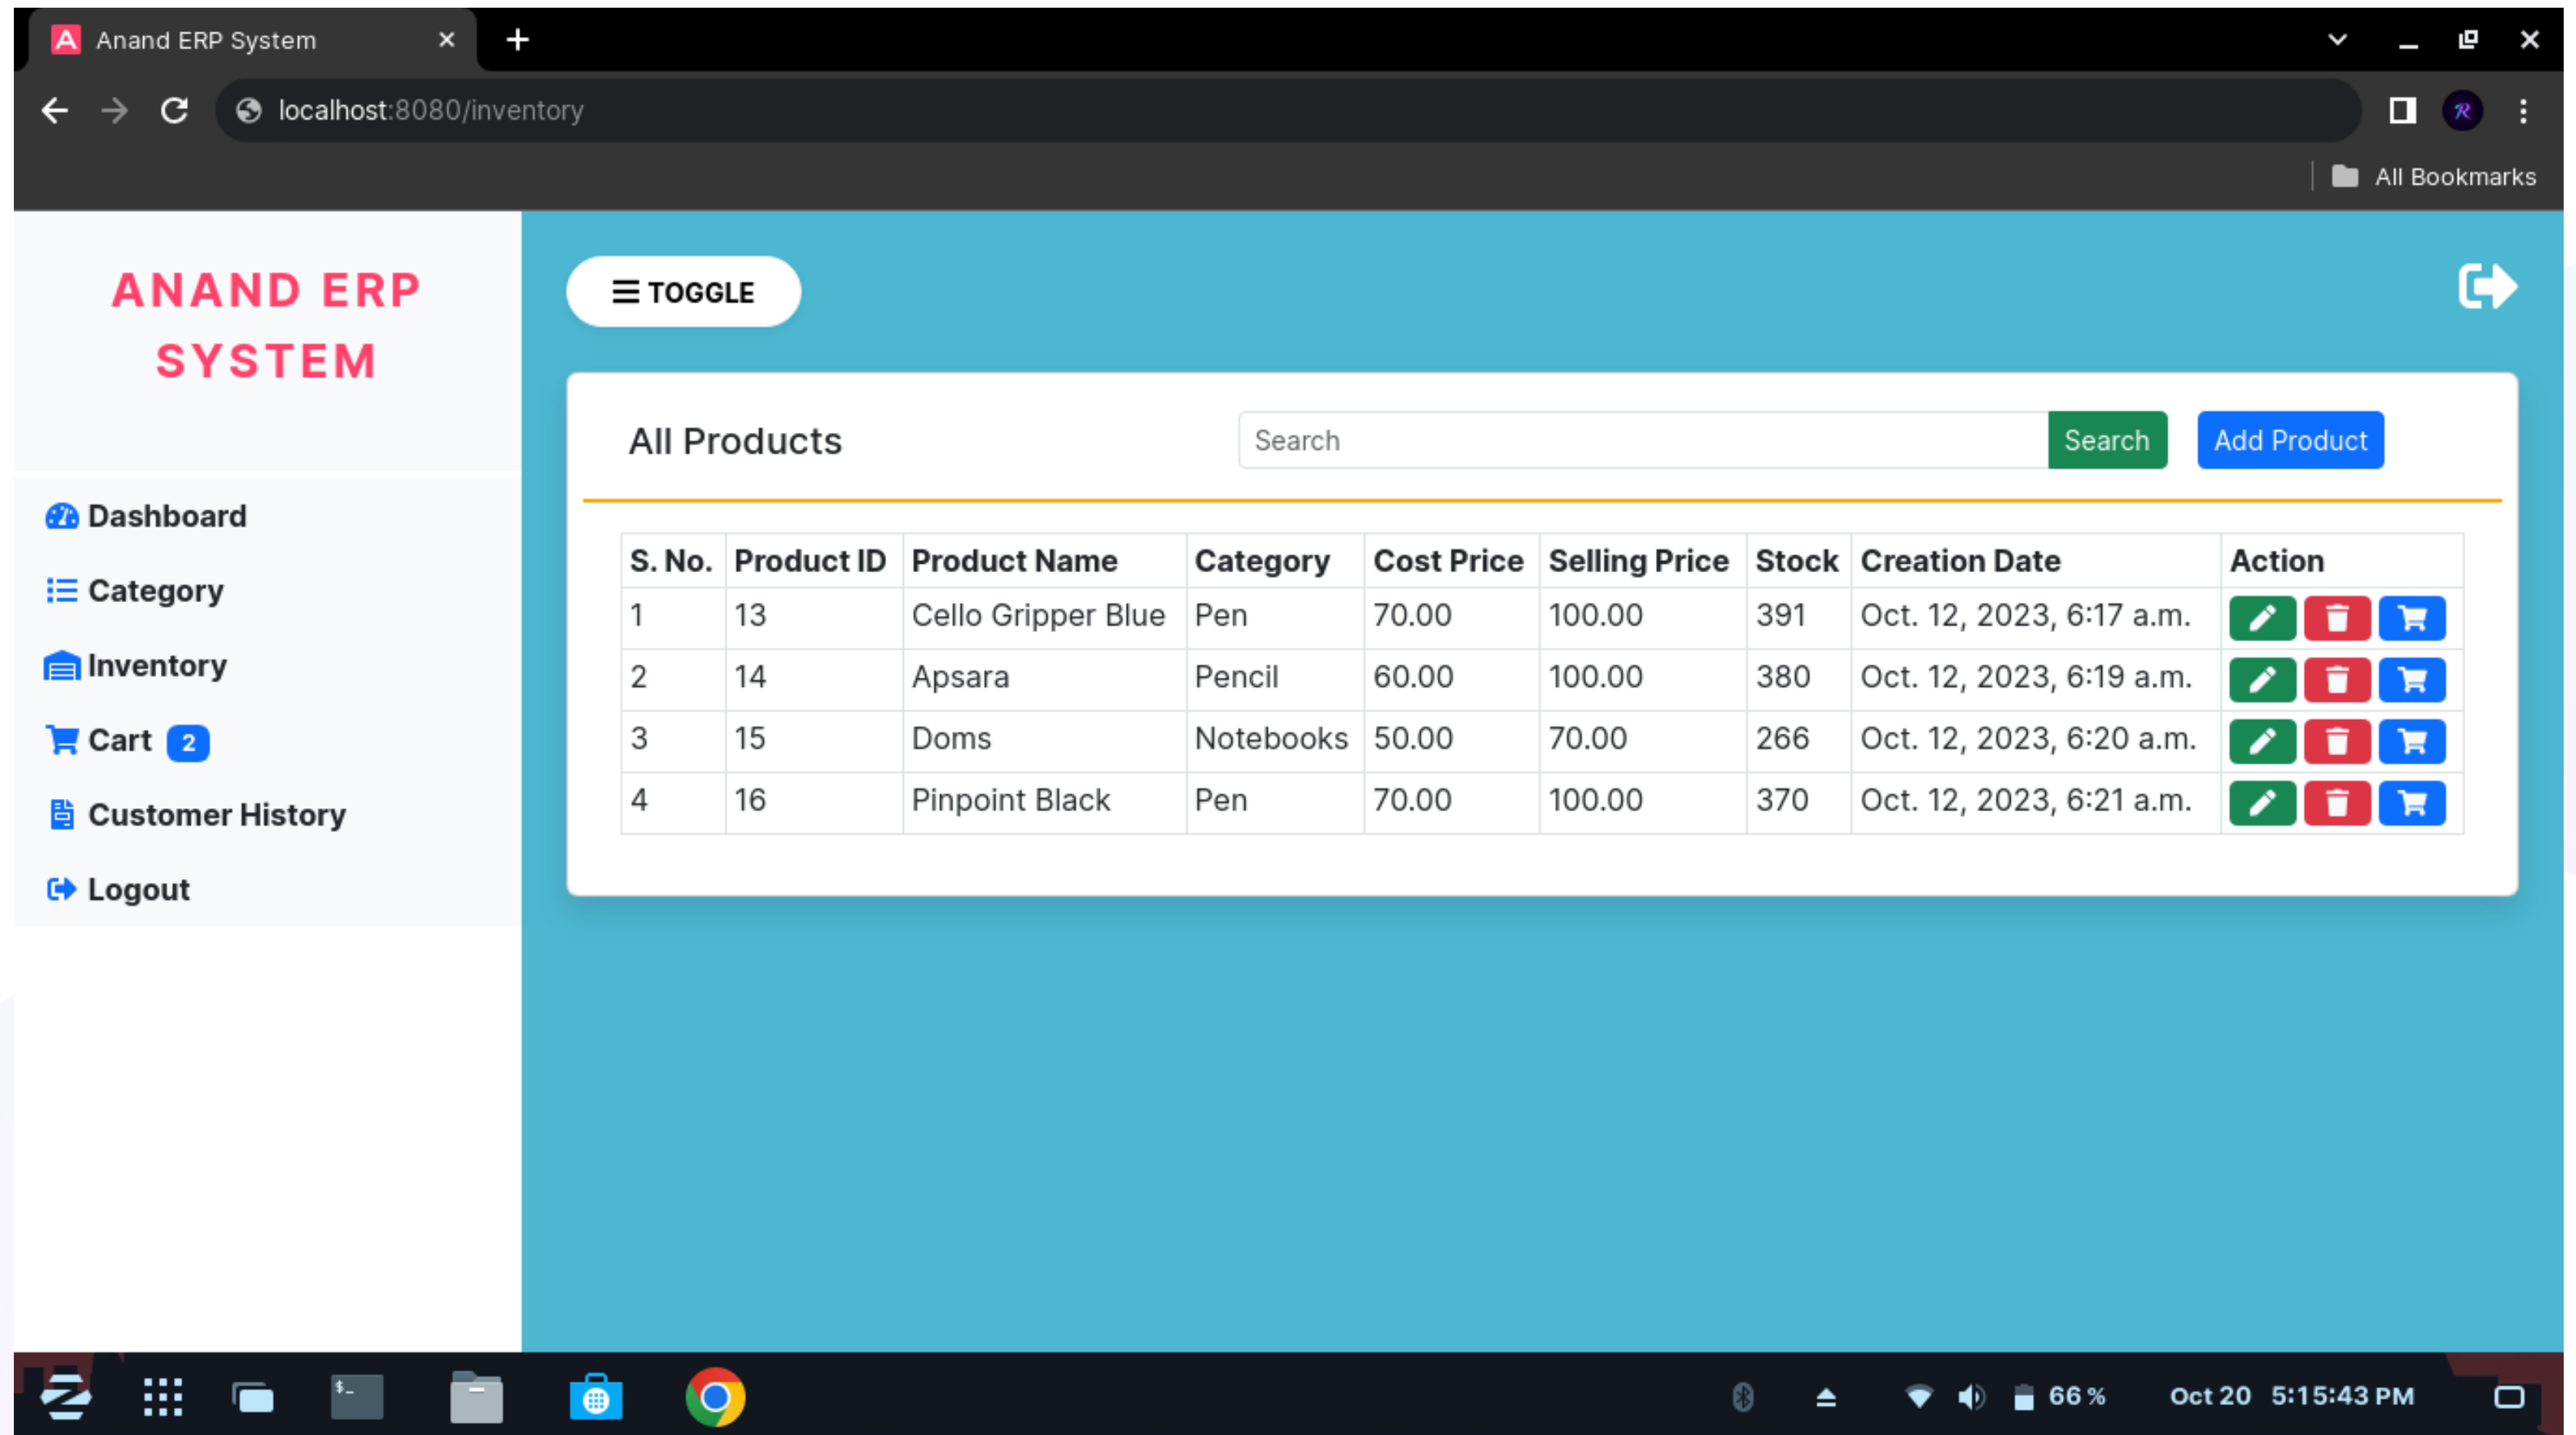 Anand ERP System
localhost:8080/inventory
All Bookmarks
ANAND ERP
SYSTEM
Dashboard
Category
Inventory
Cart 2
Customer History
Logout
TOGGLE
All Products Search Search Add Product
S. No. Product ID Product Name Category Cost Price Selling Price Stock Creation Date Action
1 13 Cello Gripper Blue Pen 70.00 100.00 391 Oct. 12, 2023, 6:17 a.m.
2 14 Apsara Pencil 60.00 100.00 380 Oct. 12, 2023, 6:19 a.m.
3 15 Doms Notebooks 50.00 70.00 266 Oct. 12, 2023, 6:20 a.m.
4 16 Pinpoint Black Pen 70.00 100.00 370 Oct. 12, 2023, 6:21 a.m.
66 % Oct 20 5:15:43 PM